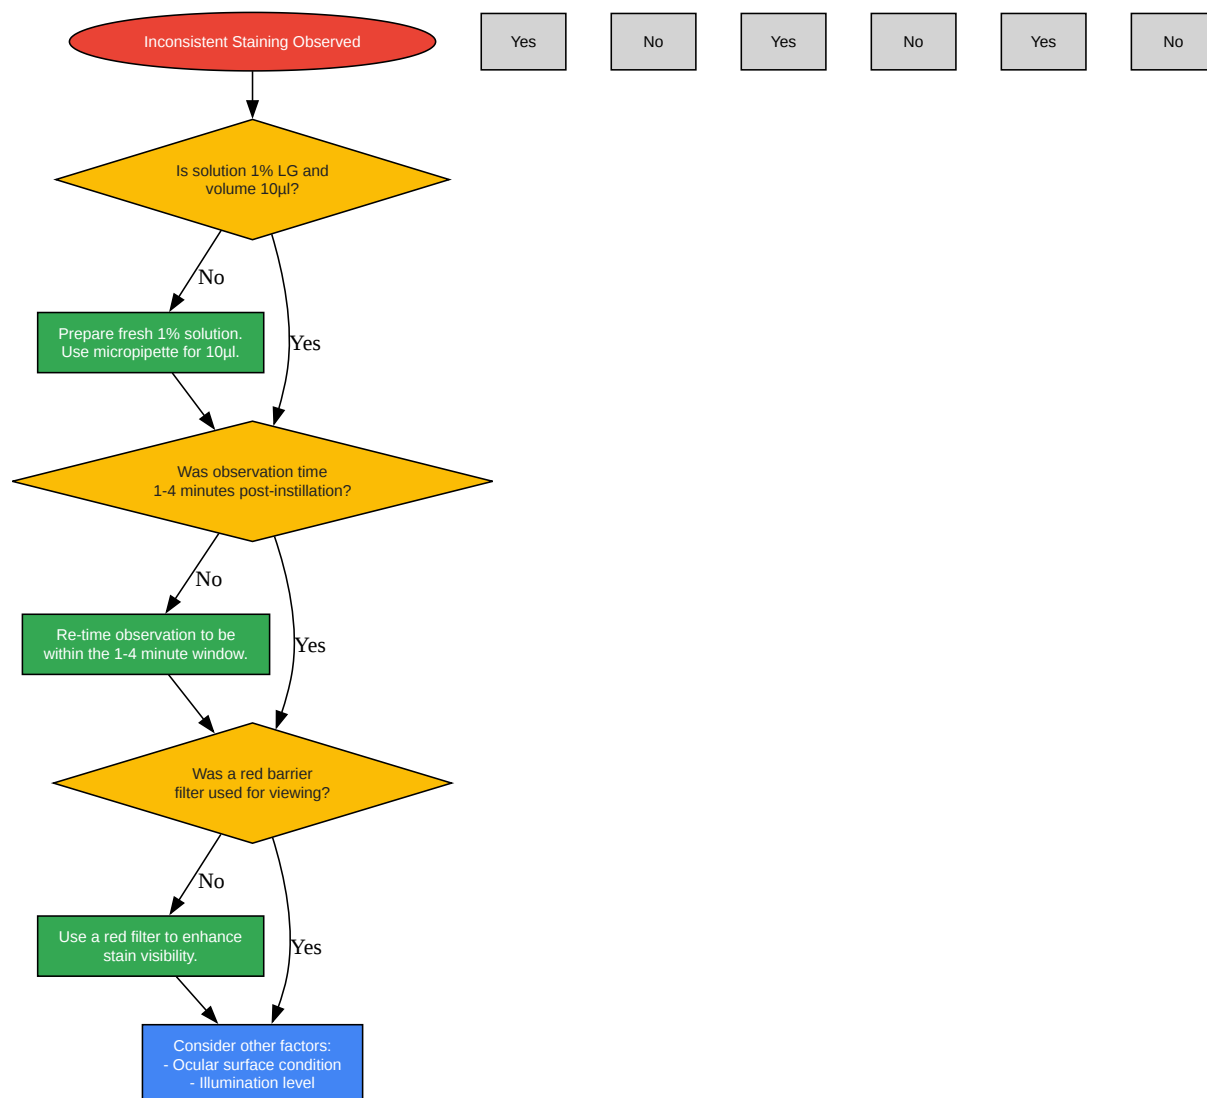 Inconsistent Staining Observed
Yes
No
Yes
No
Yes
No
Is solution 1% LG and
volume 10µl?
No
Prepare fresh 1% solution.
Use micropipette for 10µl.
Yes
Was observation time
1-4 minutes post-instillation?
No
Re-time observation to be
within the 1-4 minute window.
Yes
Was a red barrier
filter used for viewing?
No
Use a red filter to enhance
stain visibility.
Yes
Consider other factors:
- Ocular surface condition
- Illumination level